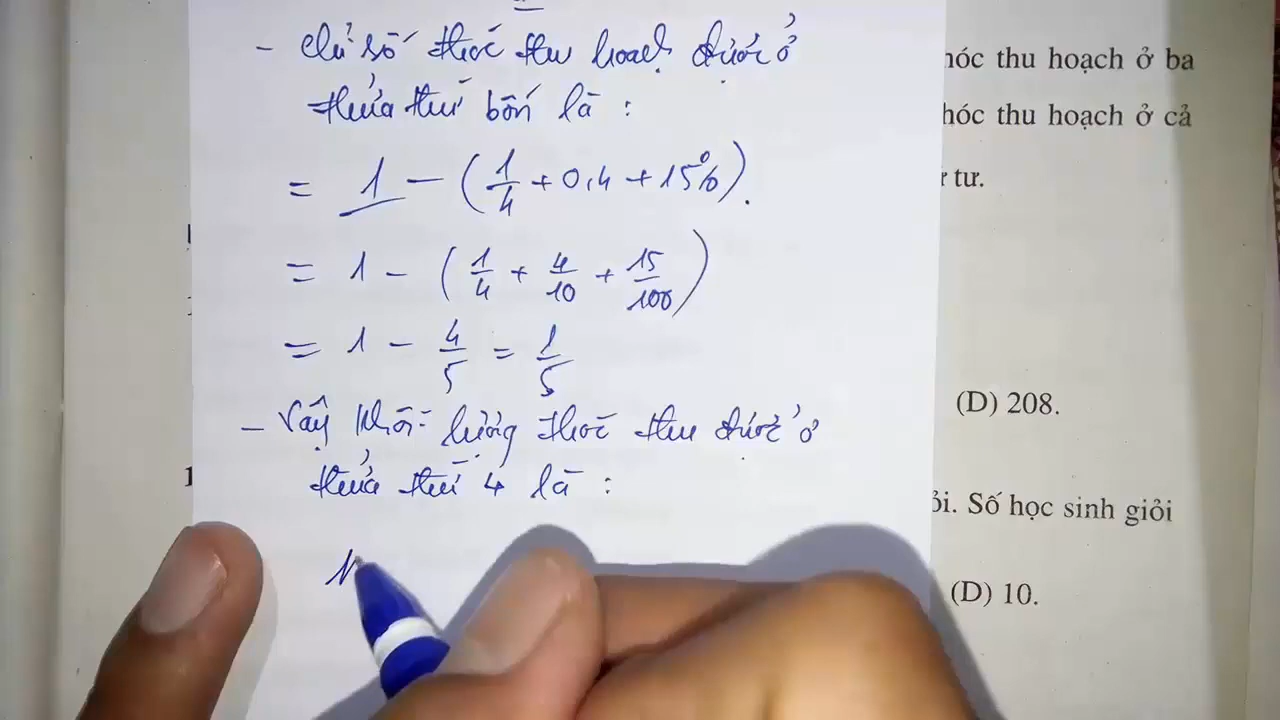 - Chỉ số thóc thu hoạch được ở
thửa thứ bốn là :
= 1 - (1/4 + 0,4 + 15%).
= 1 - (1/4 + 4/10 + 15/100)
= 1 - 4/5 = 1/5
- Vậy khối lượng thóc thu được ở
thửa thứ 4 là :
hóc thu hoạch ở ba
hóc thu hoạch ở cả
tư.
(D) 208.
ỏi. Số học sinh giỏi
(D) 10.